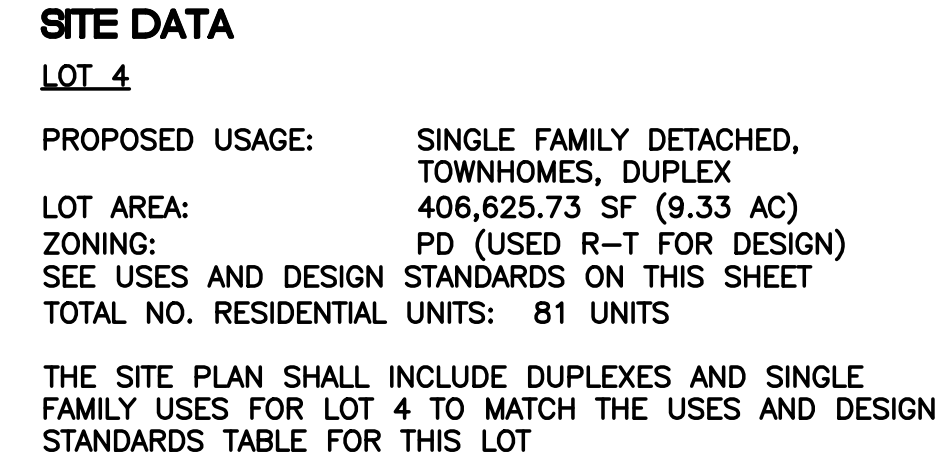 SITE DATA
LOT 4
PROPOSED USAGE: SINGLE FAMILY DETACHED,
TOWNHOMES, DUPLEX
LOT AREA: 406,625.73 SF (9.33 AC)
ZONING: PD (USED R-T FOR DESIGN)
SEE USES AND DESIGN STANDARDS ON THIS SHEET
TOTAL NO. RESIDENTIAL UNITS: 81 UNITS
THE SITE PLAN SHALL INCLUDE DUPLEXES AND SINGLE
FAMILY USES FOR LOT 4 TO MATCH THE USES AND DESIGN
STANDARDS TABLE FOR THIS LOT